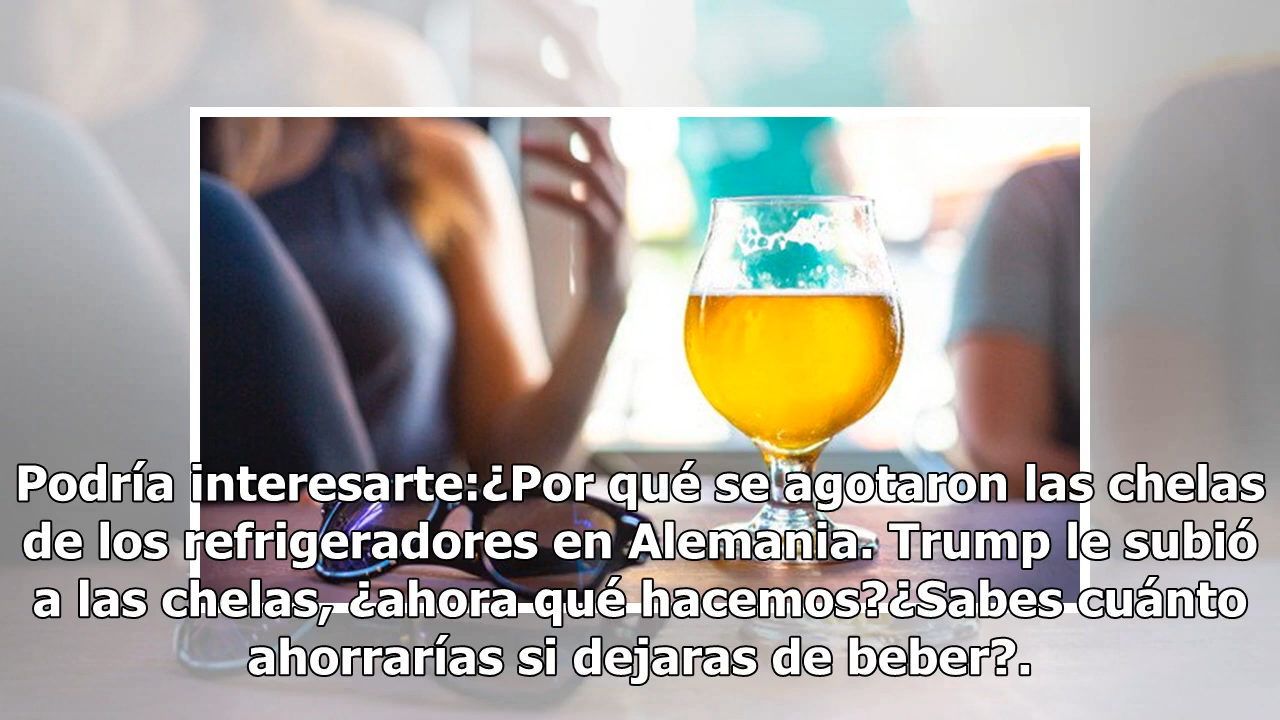 Podría interesarte:¿Por qué se agotaron las chelas
de los refrigeradores en Alemania. Trump le subió
a las chelas, ¿ahora qué hacemos?¿Sabes cuánto
ahorrarías si dejaras de beber?.